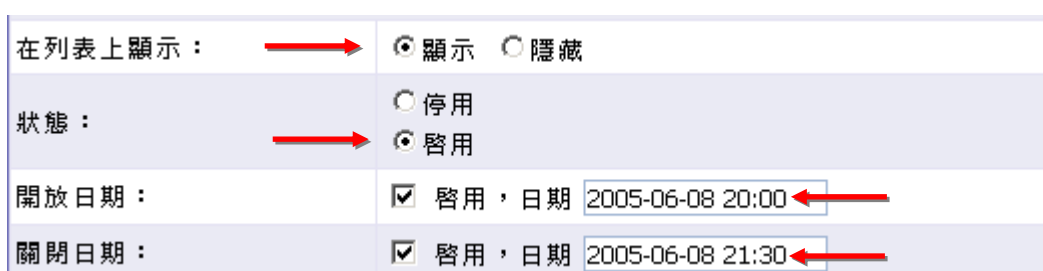 在列表上顯示： 顯示 隱藏
狀態： 停用
啓用
開放日期： 啓用，日期 2005-06-08 20:00
關閉日期： 啓用，日期 2005-06-08 21:30